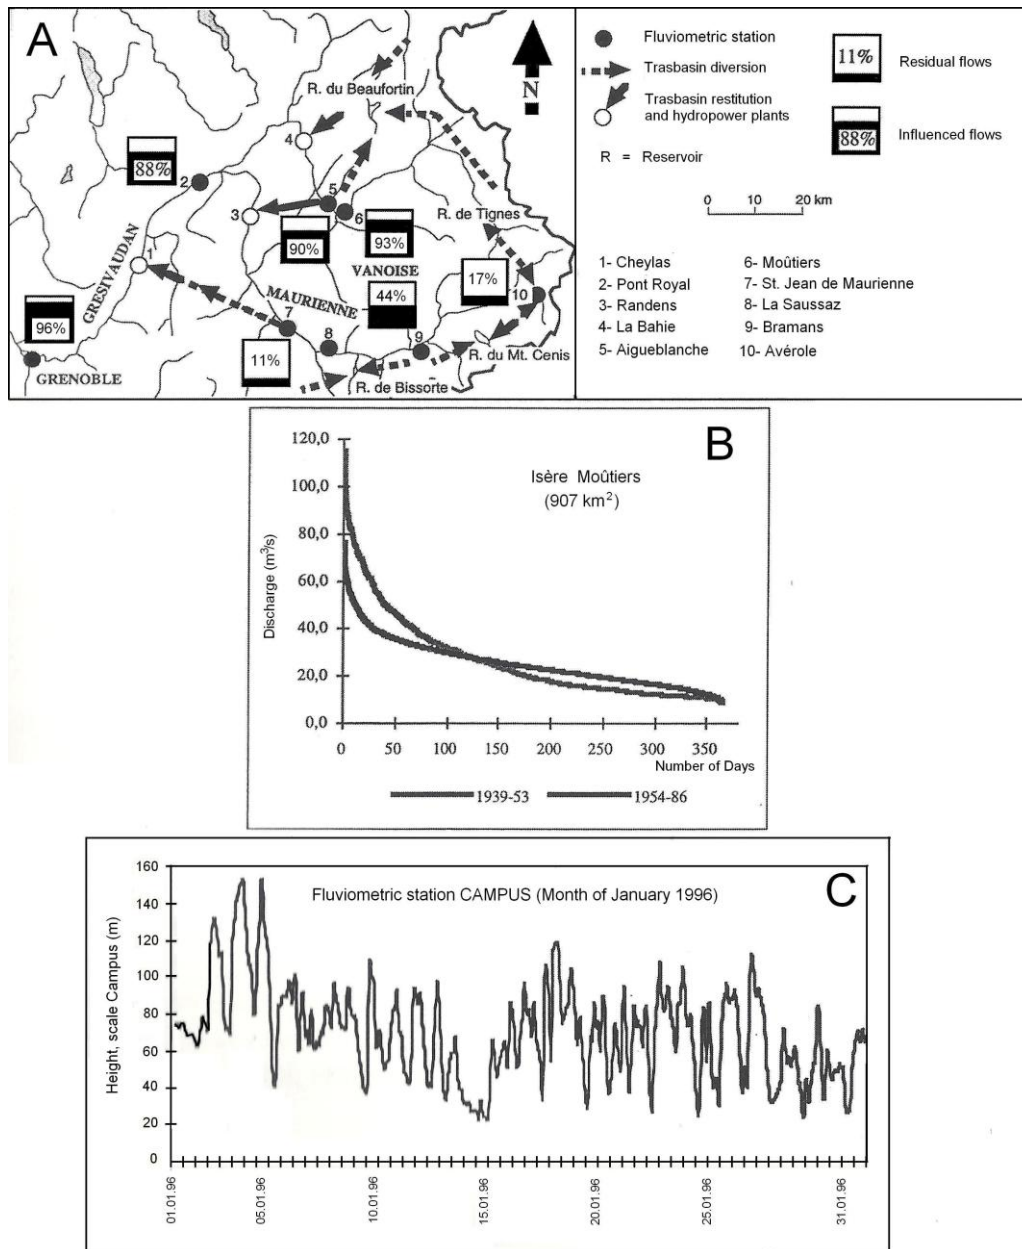 A
R. du Beaufortin
4
88%
2
5
3
6
R. de Tignes
90%
93%
VANOISE
17%
GRESIVAUDAN
1
MAURIENNE
44%
10
7
8
9
96%
R. du Mt. Cenis
11%
GRENOBLE
R. de Bissorte
N
Fluviometric station
Trasbasin diversion
Trasbasin restitution
and hydropower plants
R = Reservoir
11%
Residual flows
88%
Influenced flows
0 10 20 km
1- Cheylas
2- Pont Royal
3- Randens
4- La Bahie
5- Aigueblanche
6- Moûtiers
7- St. Jean de Maurienne
8- La Saussaz
9- Bramans
10- Avérole
B
Isère Moûtiers
(907 km²)
Discharge (m³/s)
120,0
100,0
80,0
60,0
40,0
20,0
0,0
0 50 100 150 200 250 300 350
Number of Days
1939-53 1954-86
C
Fluviometric station CAMPUS (Month of January 1996)
Height, scale Campus (m)
160
140
120
100
80
60
40
20
0
01.01.96 05.01.96 10.01.96 15.01.96 20.01.96 25.01.96 31.01.96